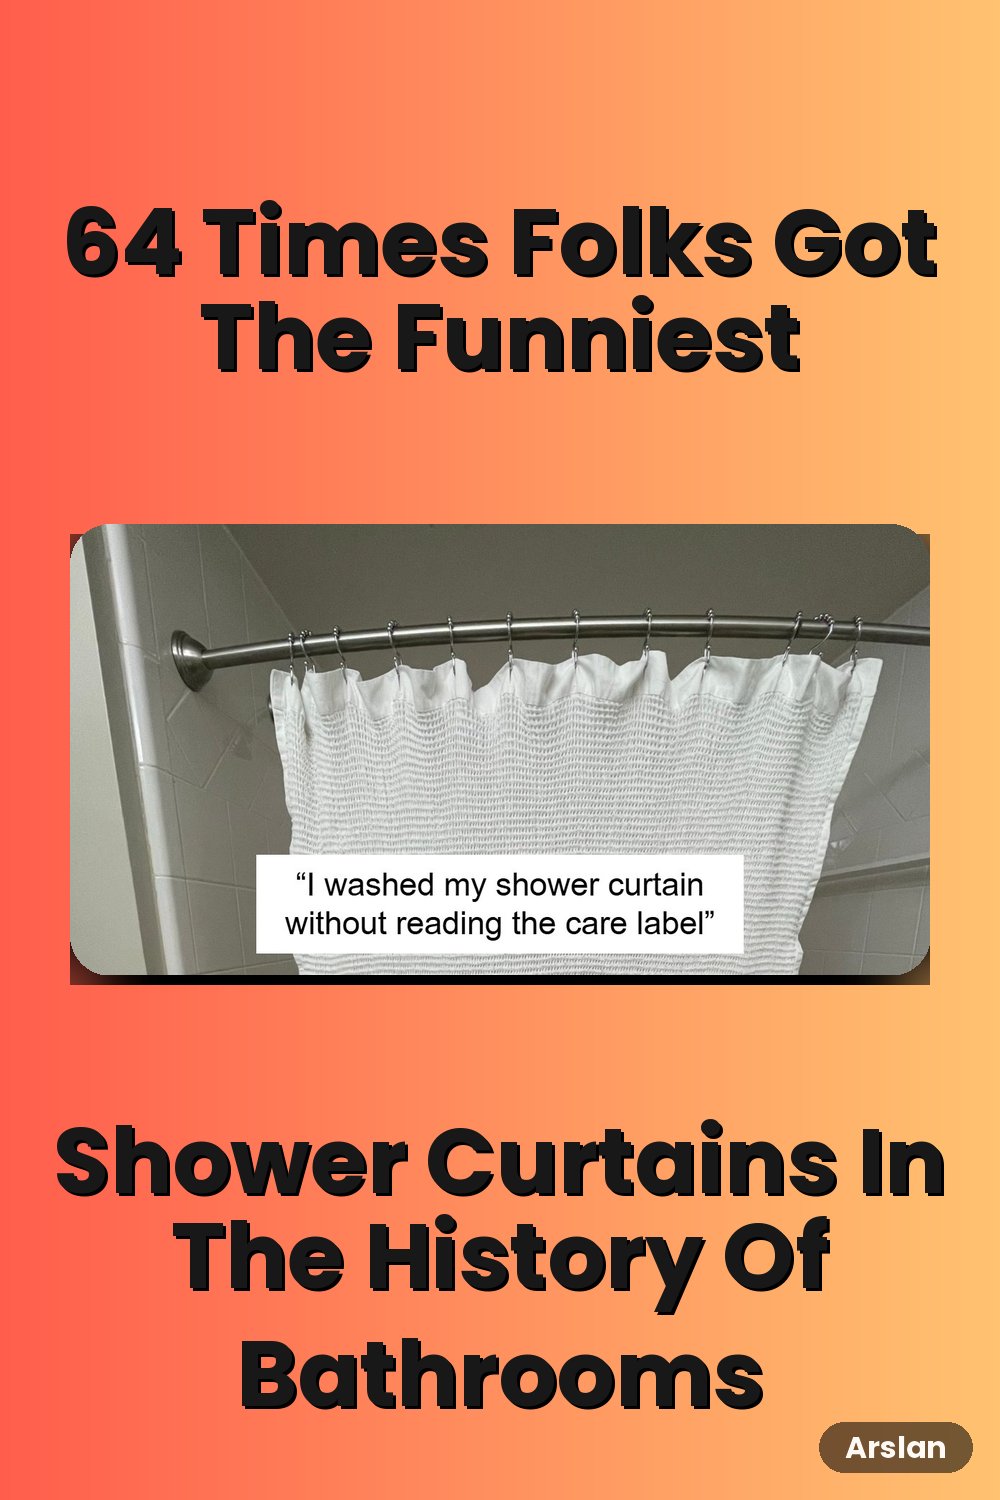 64 Times Folks Got
The Funniest
“I washed my shower curtain
without reading the care label”
Shower Curtains In
The History Of
Bathrooms
Arslan